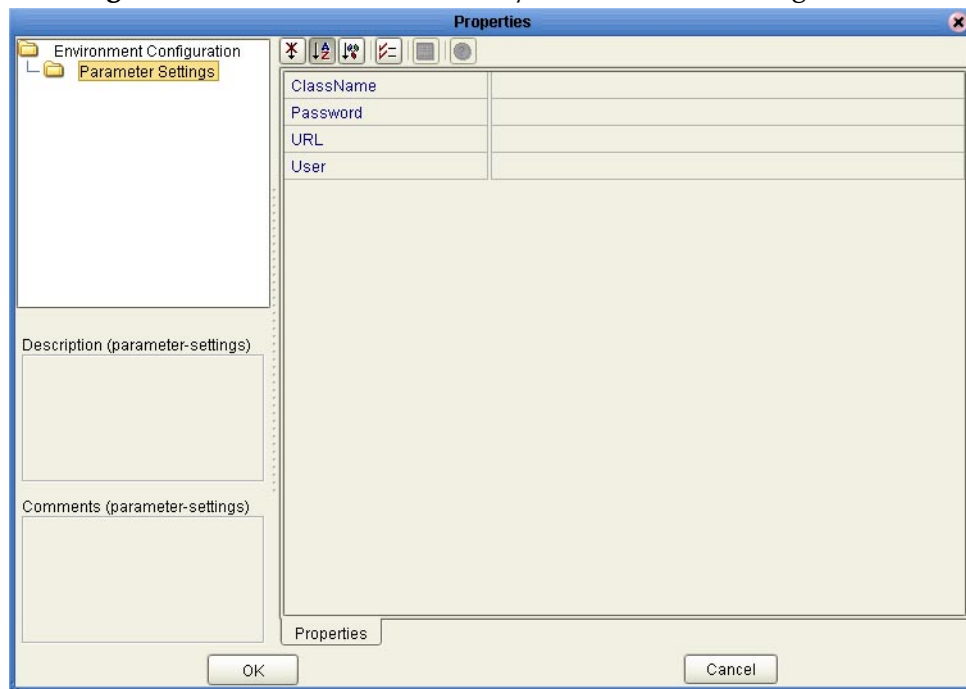 Properties
Environment Configuration
Parameter Settings
ClassName
Password
URL
User
Description (parameter-settings)
Comments (parameter-settings)
Properties
OK
Cancel